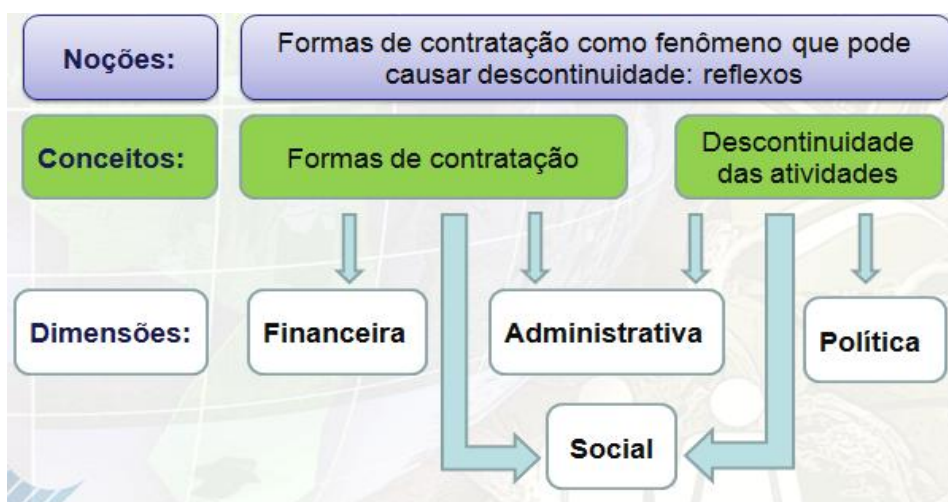 Noções:
Formas de contratação como fenômeno que pode
causar descontinuidade: reflexos
Conceitos:
Formas de contratação
Descontinuidade
das atividades
Dimensões:
Financeira
Administrativa
Política
Social